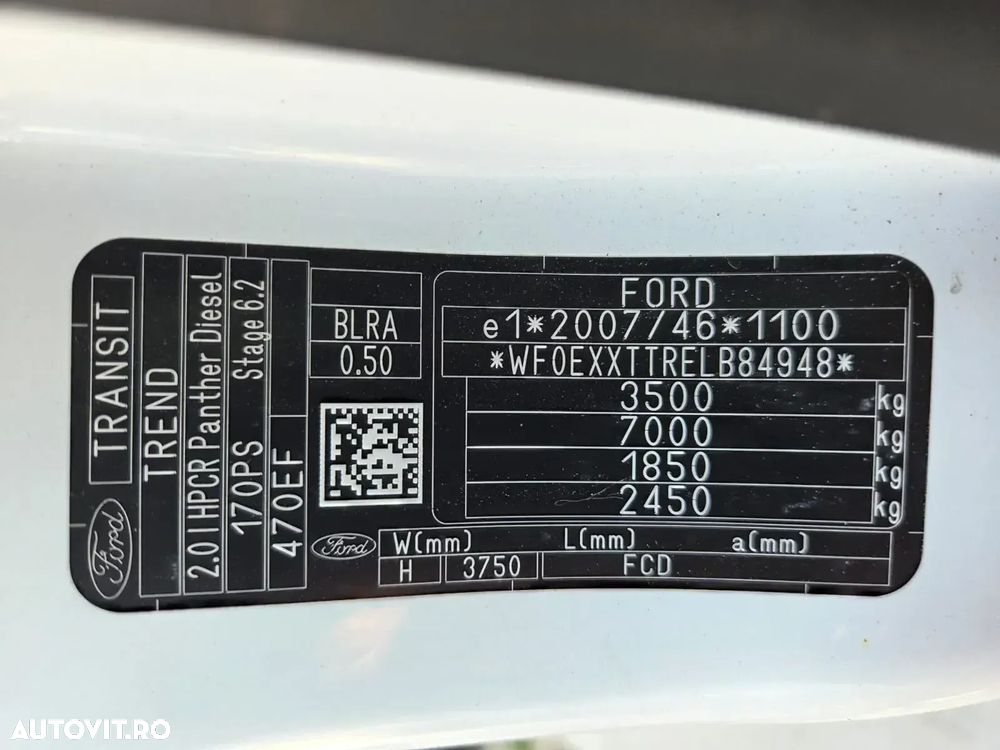 FORD
e1*2007/46*1100
*WF0EXXTTRELB84948*
3500 kg
7000 kg
1850 kg
2450 kg
W(mm) L(mm) a(mm)
H 3750 FCD
BLRA
0.50
Ford
Ford TRANSIT
TREND
2.0 l HPCR Panther Diesel
170PS Stage 6.2
470EF
AUTOVIT.RO